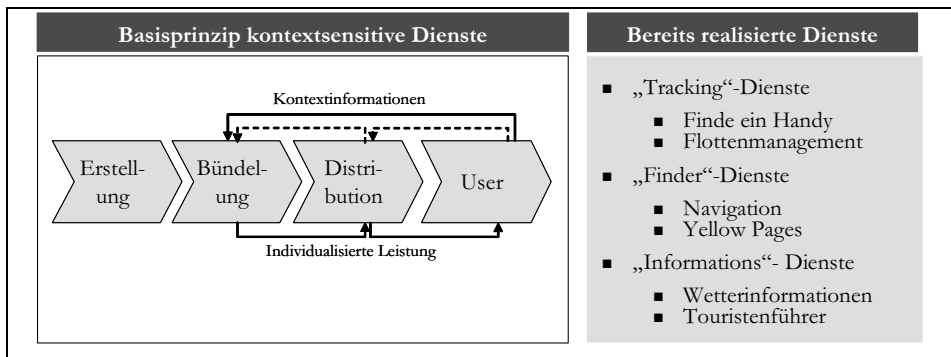 Basisprinzip kontextsensitive Dienste
Kontextinformationen
Erstell-
ung
Bündel-
ung
Distri-
bution
User
Individualisierte Leistung
Bereits realisierte Dienste
■ „Tracking“-Dienste
■ Finde ein Handy
■ Flottenmanagement
■ „Finder“-Dienste
■ Navigation
■ Yellow Pages
■ „Informations“- Dienste
■ Wetterinformationen
■ Touristenführer